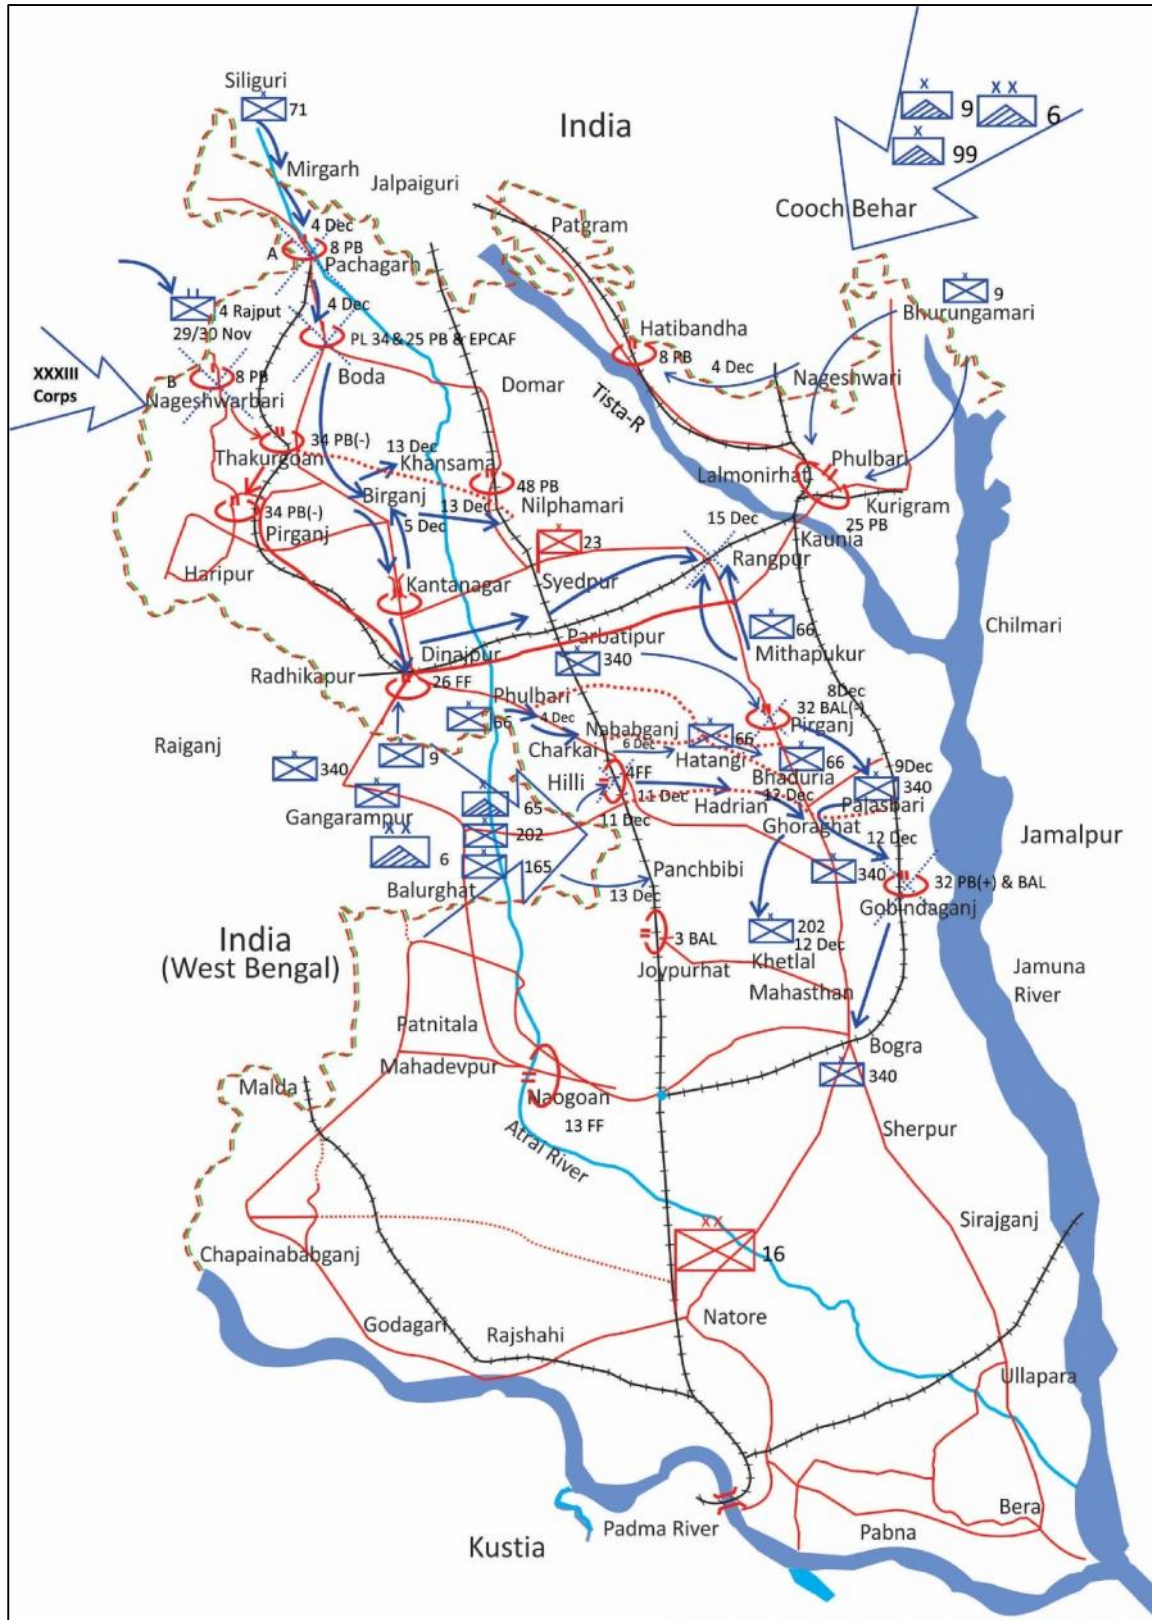 Siliguri
X
71
Mirgarh
India
X
9
X X
6
X
99
Jalpaiguri
Patgram
Cooch Behar
4 Dec
8 PB
A
Pachagarh
X
9
Bhurungamari
4 Rajput
29/30 Nov
4 Dec
PL 34 & 25 PB & EPCAF
Hatibandha
8 PB
XXXIII
Corps
B
8 PB
Nageshwarbari
Boda
Domar
4 Dec
Nageshwari
Tista-R
34 PB(-)
Thakurgoan
13 Dec
Khansama
48 PB
Nilphamari
Lalmonirhat
Phulbari
Birganj
13 Dec
5 Dec
34 PB(-)
Pirganj
Kurigram
25 PB
15 Dec
Kaunia
X
23
Rangpur
Haripur
Kantanagar
Syedpur
Chilmari
Dinajpur
Parbatipur
X
66
Mithapukur
Radhikapur
26 FF
X
340
Phulbari
8Dec
32 BAL(-)
Pirganj
X
66
4 Dec
Nababganj
X
66
Raiganj
Charkai
6 Dec
Hatangi
X
66
Bhaduria
9Dec
X
340
X
9
Hilli
4FF
11 Dec
Hadrian
12 Dec
X
340
Palasbari
X
Gangarampur
X
65
11 Dec
Ghoraghat
12 Dec
Jamalpur
X X
6
X
202
X
165
Panchbibi
X
340
32 PB(+) & BAL
Balurghat
13 Dec
Gobindaganj
India
(West Bengal)
3 BAL
X
202
12 Dec
Joypurhat
Khetlal
Mahasthan
Jamuna
River
Patnitala
Mahadevpur
Bogra
Malda
Naogoan
X
340
13 FF
Atrai River
Sherpur
Sirajganj
X X
16
Chapainababganj
Godagari
Rajshahi
Natore
Ullapara
Bera
Padma River
Pabna
Kustia